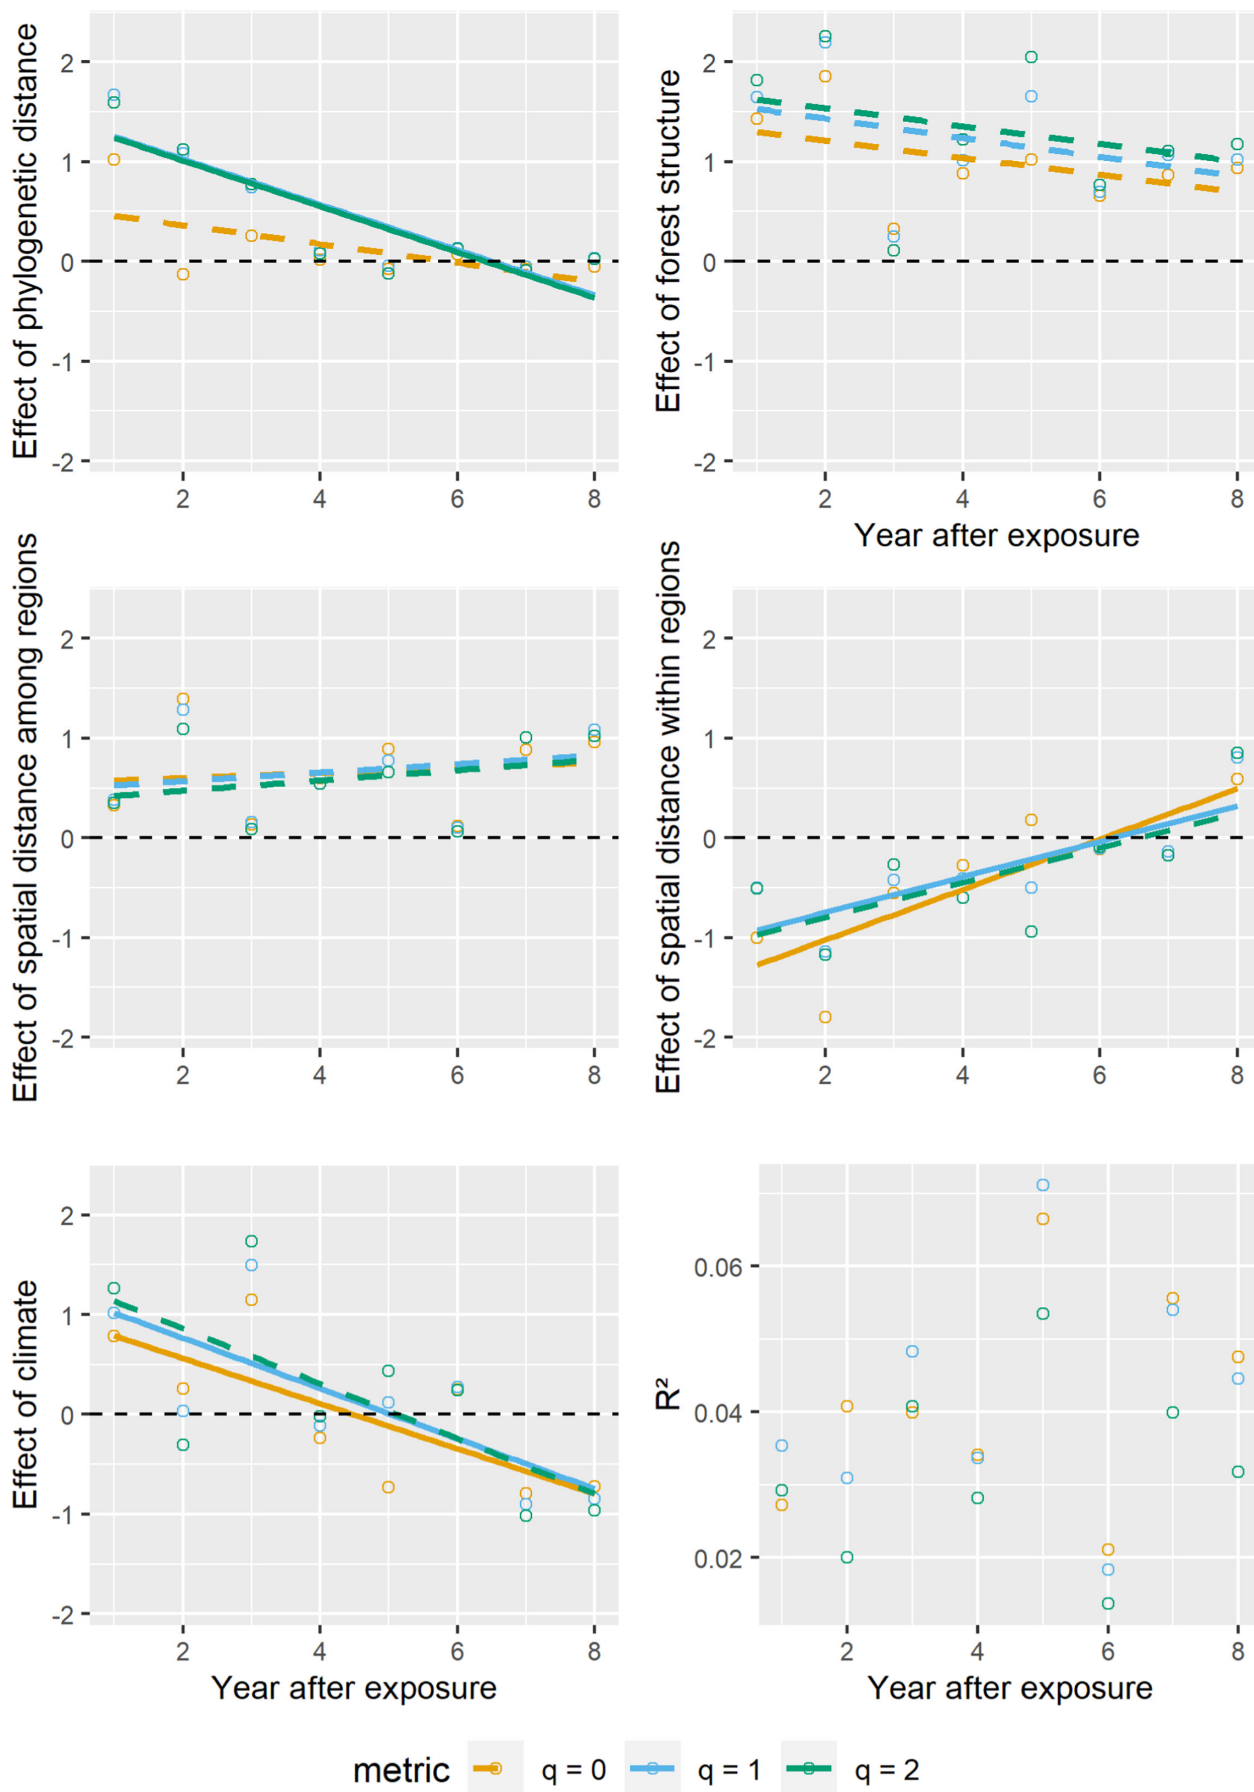 Effect of phylogenetic distance
2
1
0
-1
-2
2 4 6 8
Effect of forest structure
2
1
0
-1
-2
2 4 6 8
Year after exposure
Effect of spatial distance among regions
2
1
0
-1
-2
2 4 6 8
Effect of spatial distance within regions
2
1
0
-1
-2
2 4 6 8
Effect of climate
2
1
0
-1
-2
2 4 6 8
Year after exposure
R²
0.06
0.04
0.02
2 4 6 8
Year after exposure
metric q = 0 q = 1 q = 2